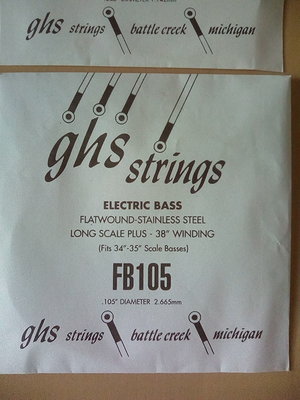 ghs strings battle creek michigan
ghs strings
ELECTRIC BASS
FLATWOUND-STAINLESS STEEL
LONG SCALE PLUS - 38" WINDING
(Fits 34"-35" Scale Basses)
FB105
.105" DIAMETER 2.665mm
ghs strings battle creek michigan